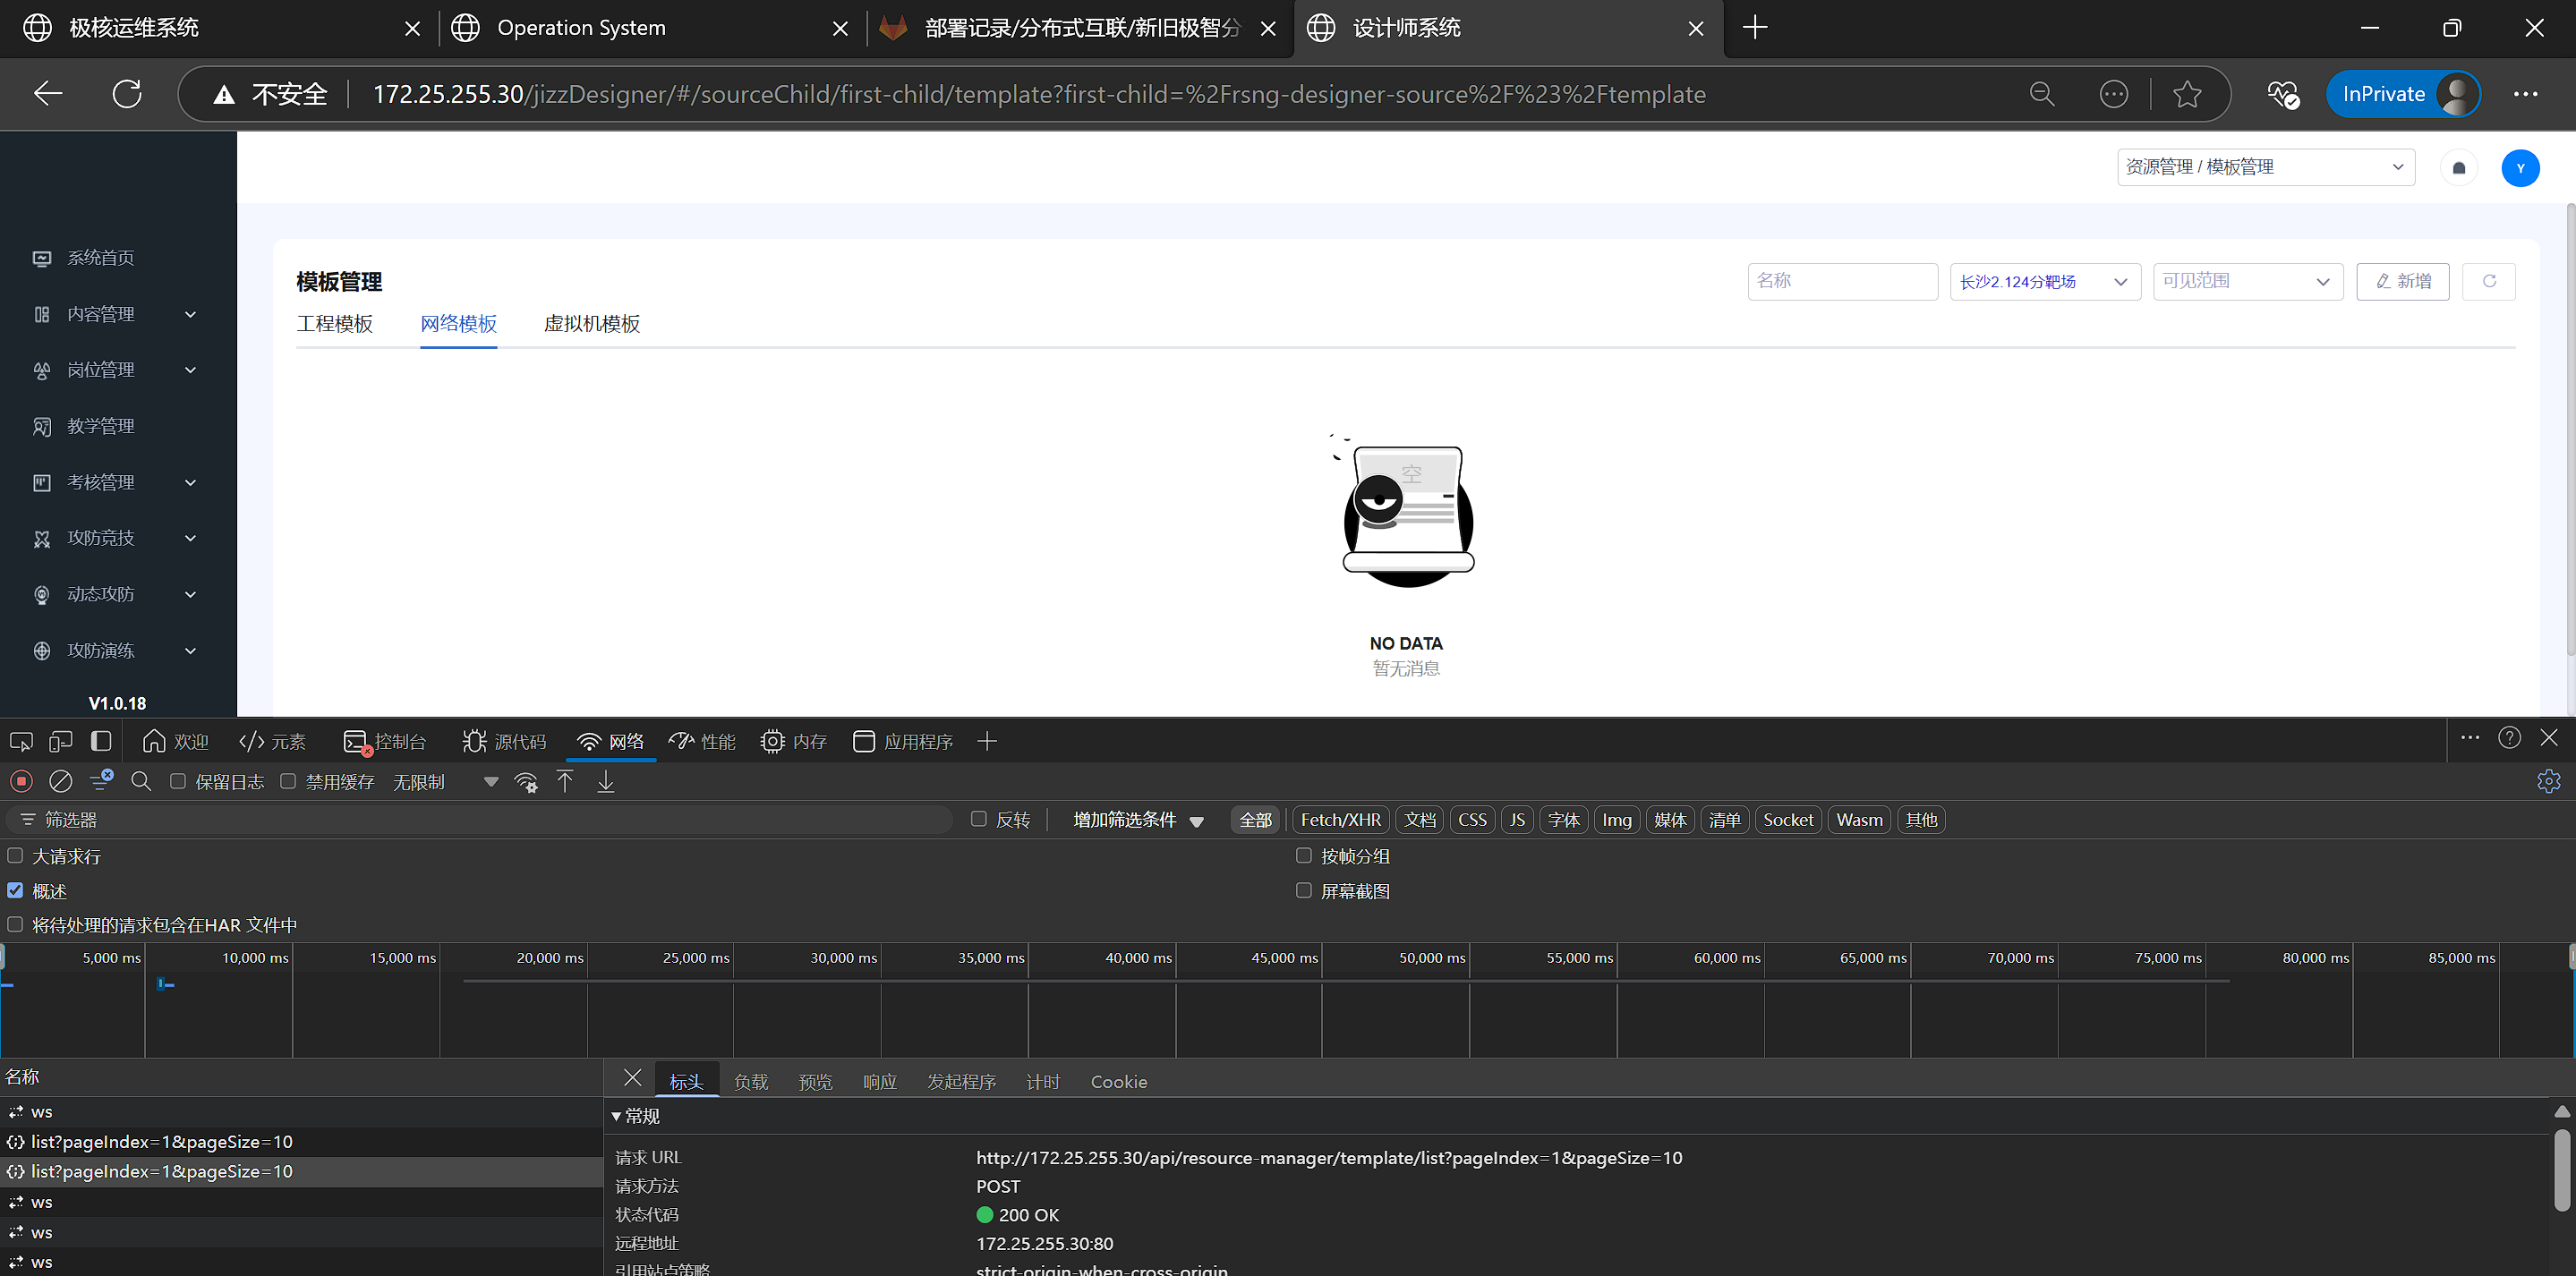 极核运维系统
Operation System
部署记录/分布式互联/新旧极智分
设计师系统
不安全
172.25.255.30/jizzDesigner/#/sourceChild/first-child/template?first-child=%2Frsng-designer-source%2F%23%2Ftemplate
InPrivate
资源管理 / 模板管理
Y
系统首页
内容管理
岗位管理
教学管理
考核管理
攻防竞技
动态攻防
攻防演练
V1.0.18
模板管理
名称
长沙2.124分靶场
可见范围
新增
工程模板
网络模板
虚拟机模板
空
NO DATA
暂无消息
欢迎
元素
控制台
源代码
网络
性能
内存
应用程序
保留日志
禁用缓存
无限制
筛选器
反转
增加筛选条件
全部
Fetch/XHR
文档
CSS
JS
字体
Img
媒体
清单
Socket
Wasm
其他
大请求行
按帧分组
概述
屏幕截图
将待处理的请求包含在HAR 文件中
5,000 ms
10,000 ms
15,000 ms
20,000 ms
25,000 ms
30,000 ms
35,000 ms
40,000 ms
45,000 ms
50,000 ms
55,000 ms
60,000 ms
65,000 ms
70,000 ms
75,000 ms
80,000 ms
85,000 ms
名称
ws
list?pageIndex=1&pageSize=10
list?pageIndex=1&pageSize=10
ws
ws
ws
标头
负载
预览
响应
发起程序
计时
Cookie
常规
请求 URL
http://172.25.255.30/api/resource-manager/template/list?pageIndex=1&pageSize=10
请求方法
POST
状态代码
200 OK
远程地址
172.25.255.30:80
引用站点策略
strict-origin-when-cross-origin